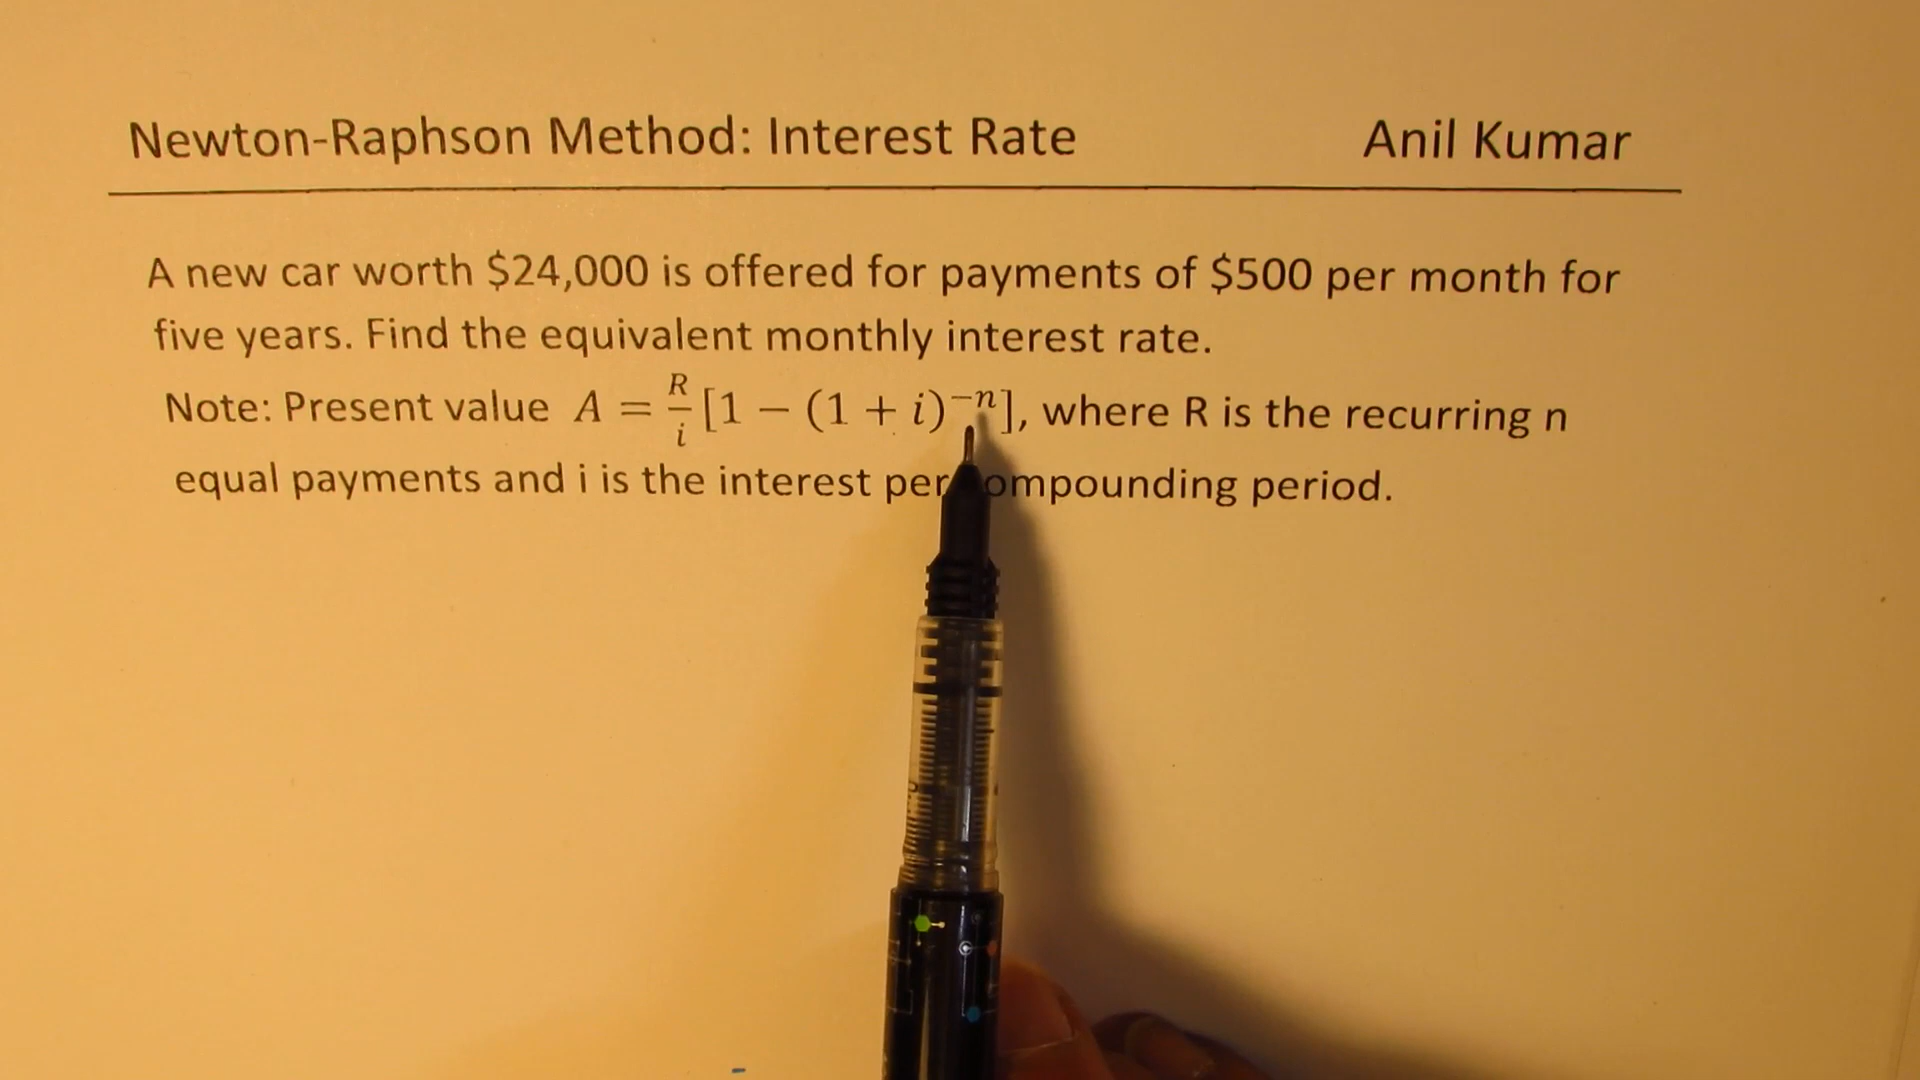 Newton-Raphson Method: Interest Rate Anil Kumar
A new car worth $24,000 is offered for payments of $500 per month for
five years. Find the equivalent monthly interest rate.
Note: Present value A = R/i [1 − (1 + i)^−n], where R is the recurring n
equal payments and i is the interest per ompounding period.